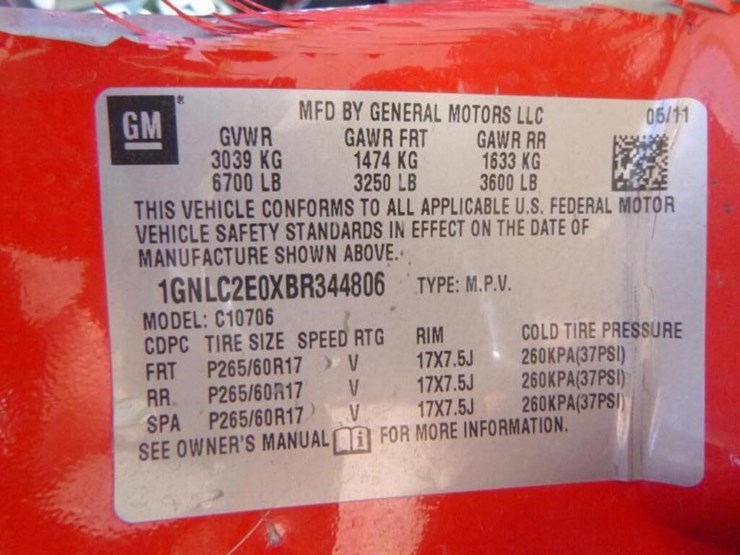 GM ®
MFD BY GENERAL MOTORS LLC 05/11
GVWR GAWR FRT GAWR RR
3039 KG 1474 KG 1633 KG
6700 LB 3250 LB 3600 LB
THIS VEHICLE CONFORMS TO ALL APPLICABLE U.S. FEDERAL MOTOR
VEHICLE SAFETY STANDARDS IN EFFECT ON THE DATE OF
MANUFACTURE SHOWN ABOVE.
1GNLC2E0XBR344806 TYPE: M.P.V.
MODEL: C10706
CDPC TIRE SIZE SPEED RTG RIM COLD TIRE PRESSURE
FRT P265/60R17 V 17X7.5J 260KPA(37PSI)
RR. P265/60R17 V 17X7.5J 260KPA(37PSI)
SPA P265/60R17 V 17X7.5J 260KPA(37PSI)
SEE OWNER'S MANUAL i FOR MORE INFORMATION.